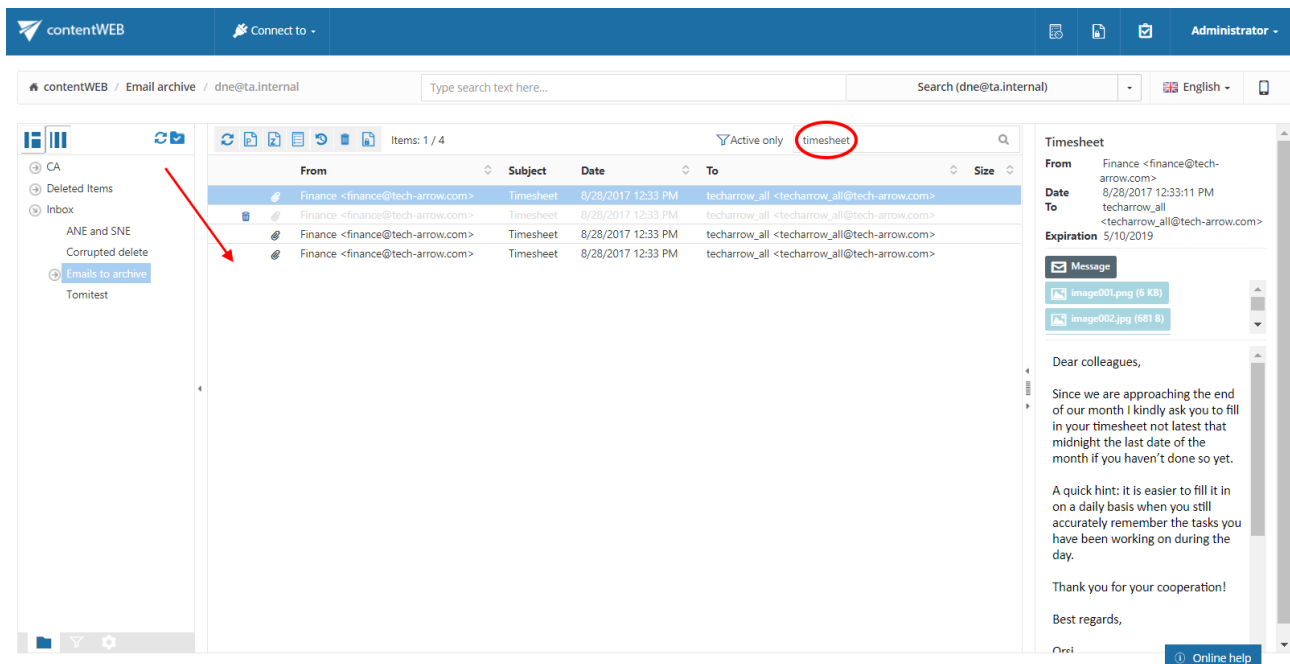 contentWEB
Connect to
Administrator
contentWEB / Email archive / dne@ta.internal
Type search text here...
Search (dne@ta.internal)
English
CA
Deleted Items
Inbox
ANE and SNE
Corrupted delete
Emails to archive
Tomitest
Items: 1 / 4
Active only
timesheet
From Subject Date To Size
Finance <finance@tech-arrow.com> Timesheet 8/28/2017 12:33 PM techarrow_all <techarrow_all@tech-arrow.com>
Finance <finance@tech-arrow.com> Timesheet 8/28/2017 12:33 PM techarrow_all <techarrow_all@tech-arrow.com>
Finance <finance@tech-arrow.com> Timesheet 8/28/2017 12:33 PM techarrow_all <techarrow_all@tech-arrow.com>
Finance <finance@tech-arrow.com> Timesheet 8/28/2017 12:33 PM techarrow_all <techarrow_all@tech-arrow.com>
Timesheet
From Finance <finance@tech-
arrow.com>
Date 8/28/2017 12:33:11 PM
To techarrow_all
<techarrow_all@tech-arrow.com>
Expiration 5/10/2019
Message
image001.png (6 KB)
image002.jpg (681 B)
Dear colleagues,
Since we are approaching the end
of our month I kindly ask you to fill
in your timesheet not latest that
midnight the last date of the
month if you haven't done so yet.
A quick hint: it is easier to fill it in
on a daily basis when you still
accurately remember the tasks you
have been working on during the
day.
Thank you for your cooperation!
Best regards,
Online help